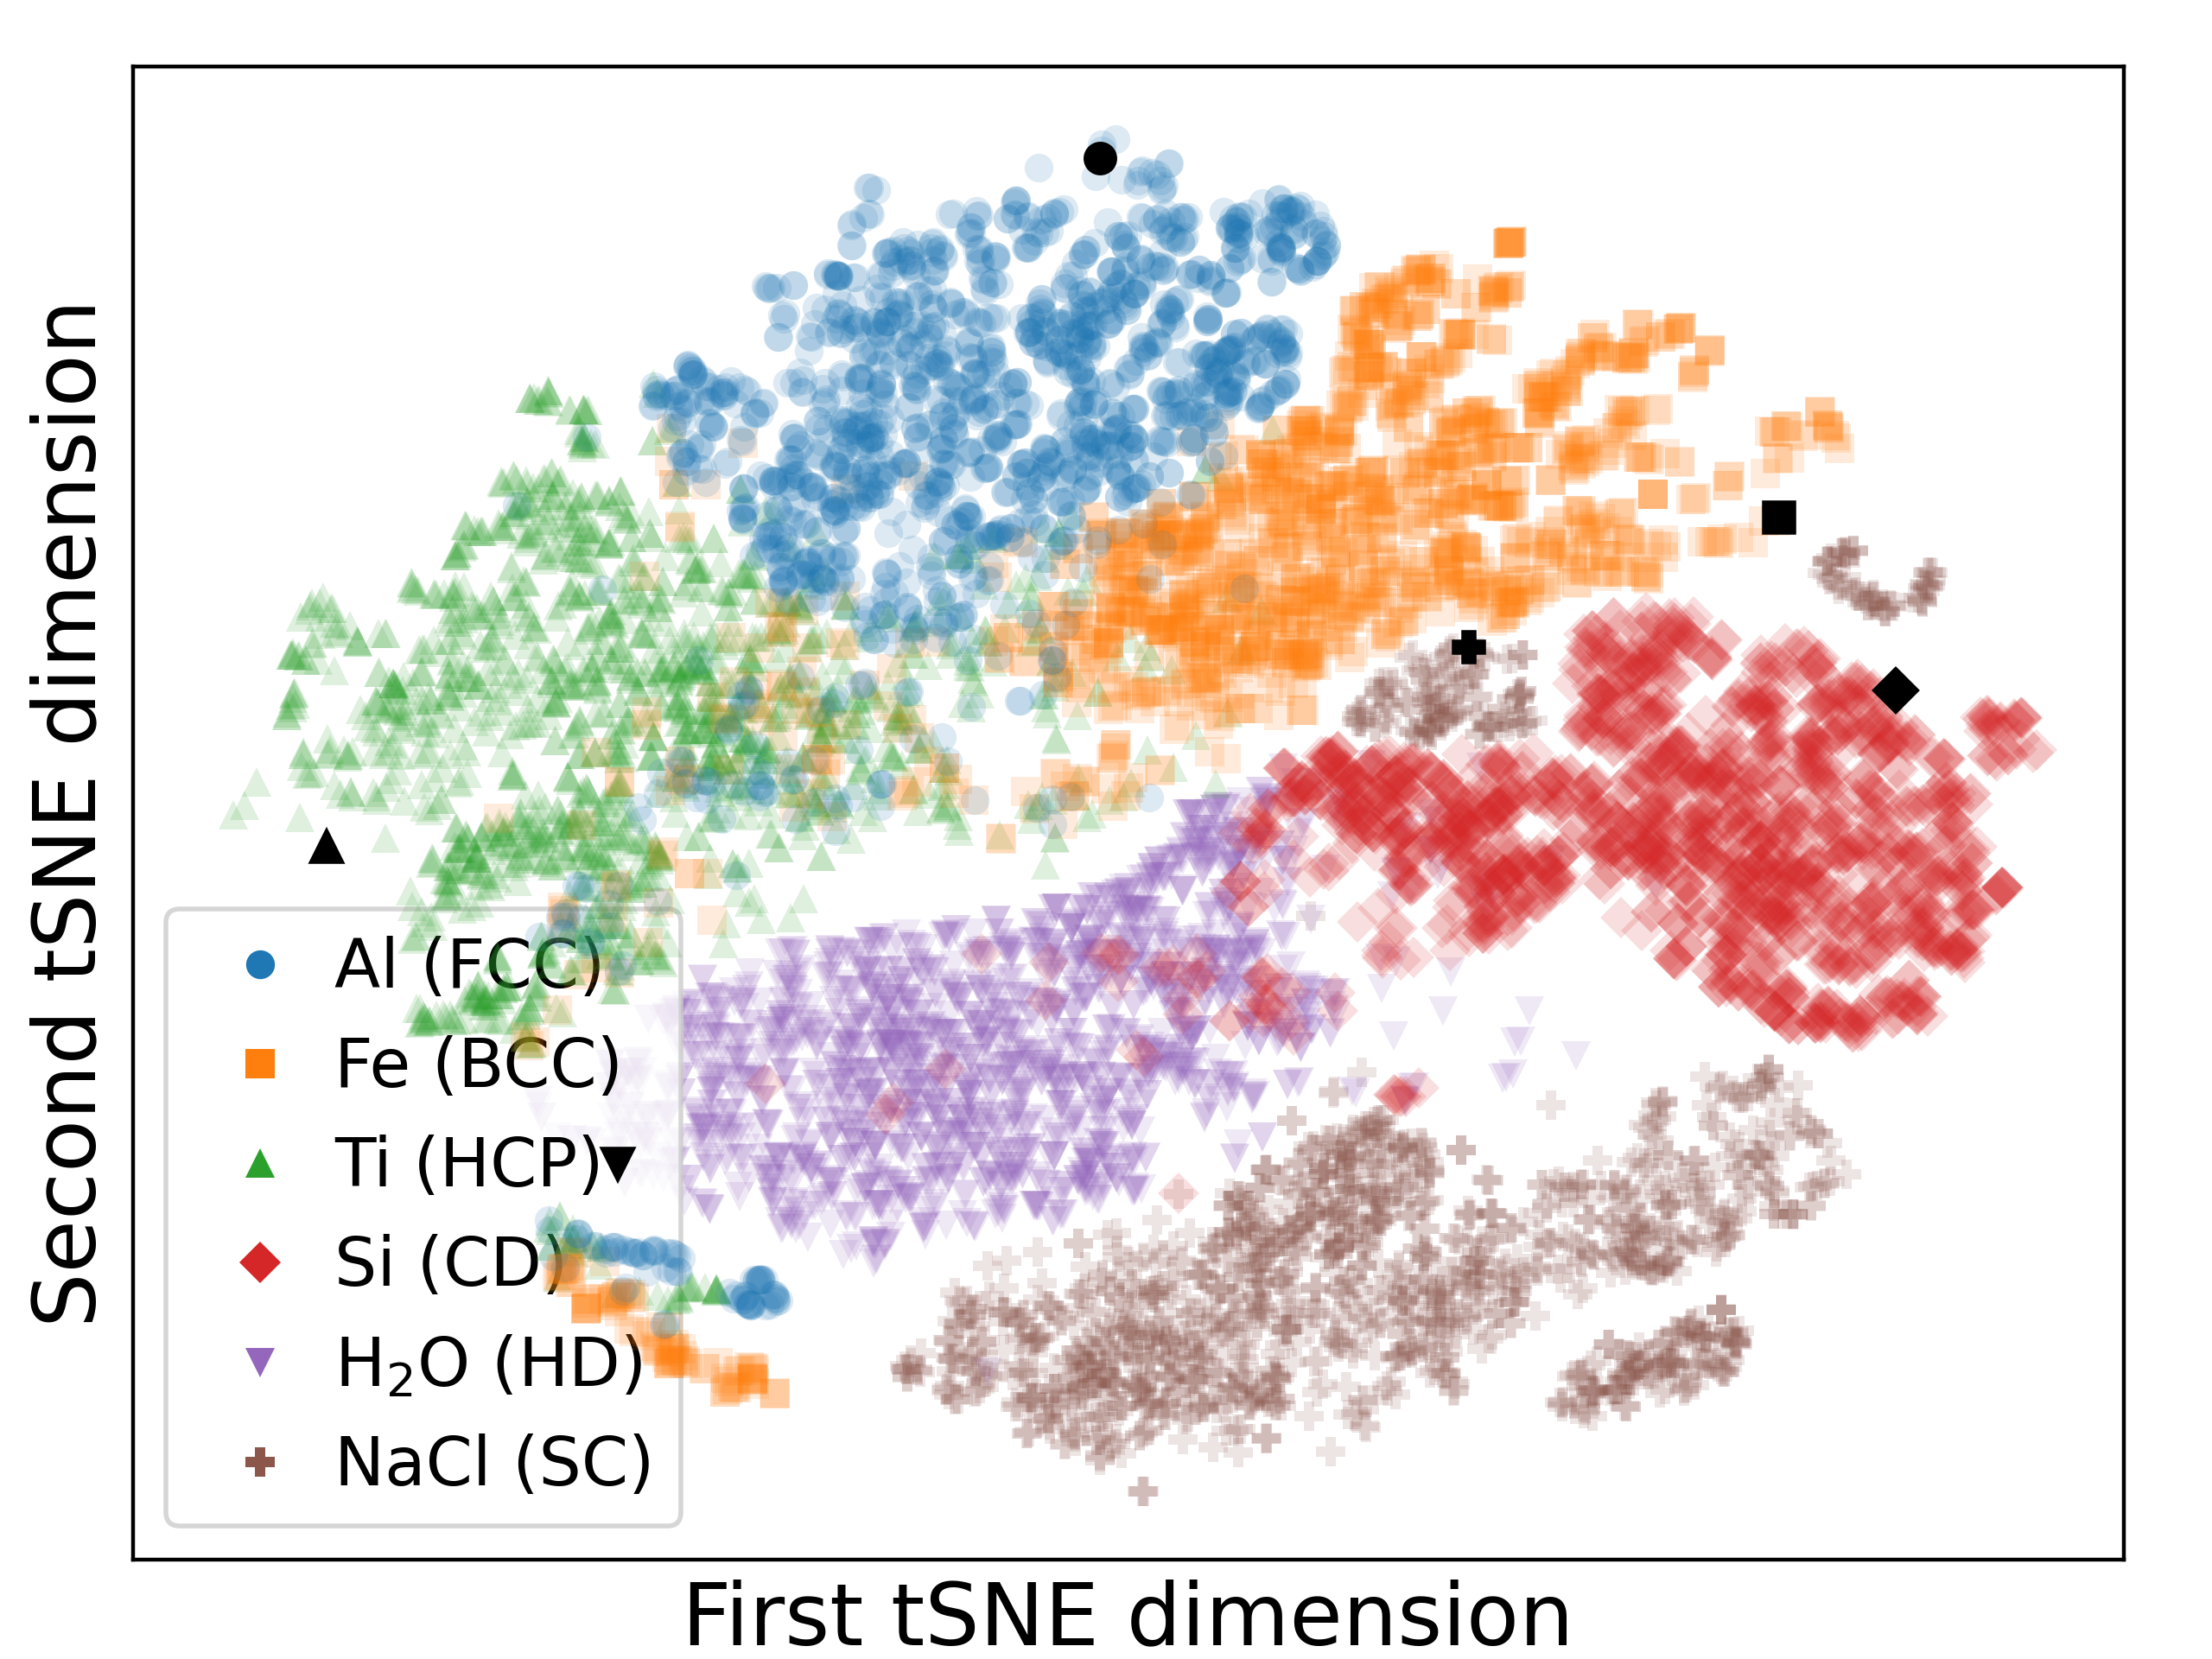 Second tSNE dimension
Al (FCC)
Fe (BCC)
Ti (HCP)
Si (CD)
H₂O (HD)
NaCl (SC)
First tSNE dimension